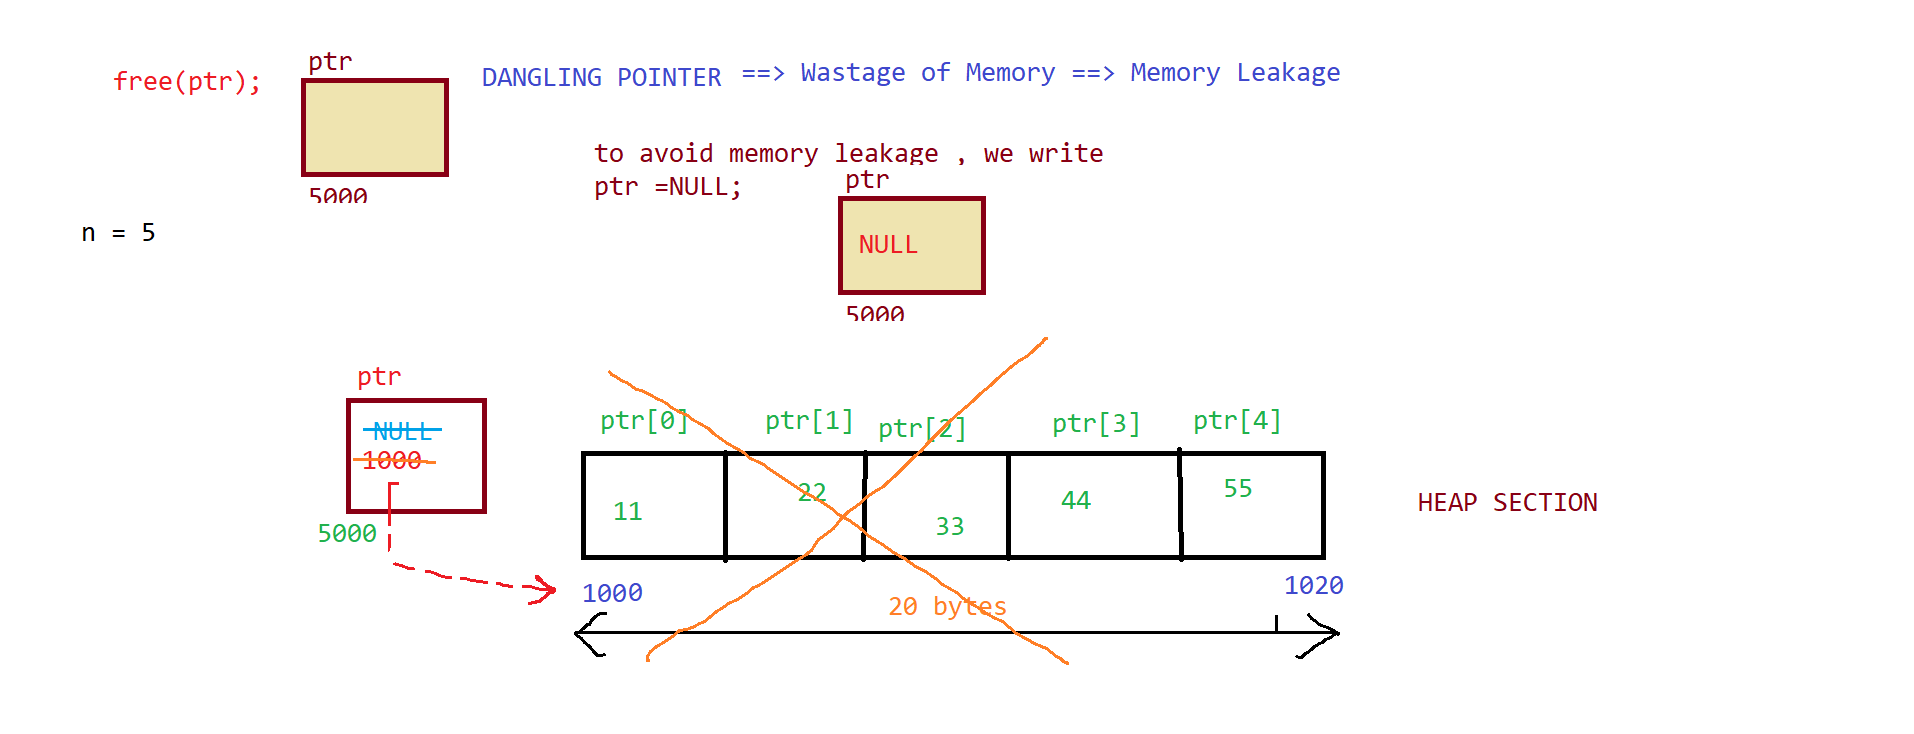 ptr
free(ptr);
DANGLING POINTER ==> Wastage of Memory ==> Memory Leakage
5000
to avoid memory leakage , we write
ptr =NULL;
ptr
NULL
5000
n = 5
ptr
NULL
1000
5000
ptr[0] ptr[1] ptr[2] ptr[3] ptr[4]
11 22 33 44 55
HEAP SECTION
1000
1020
20 bytes